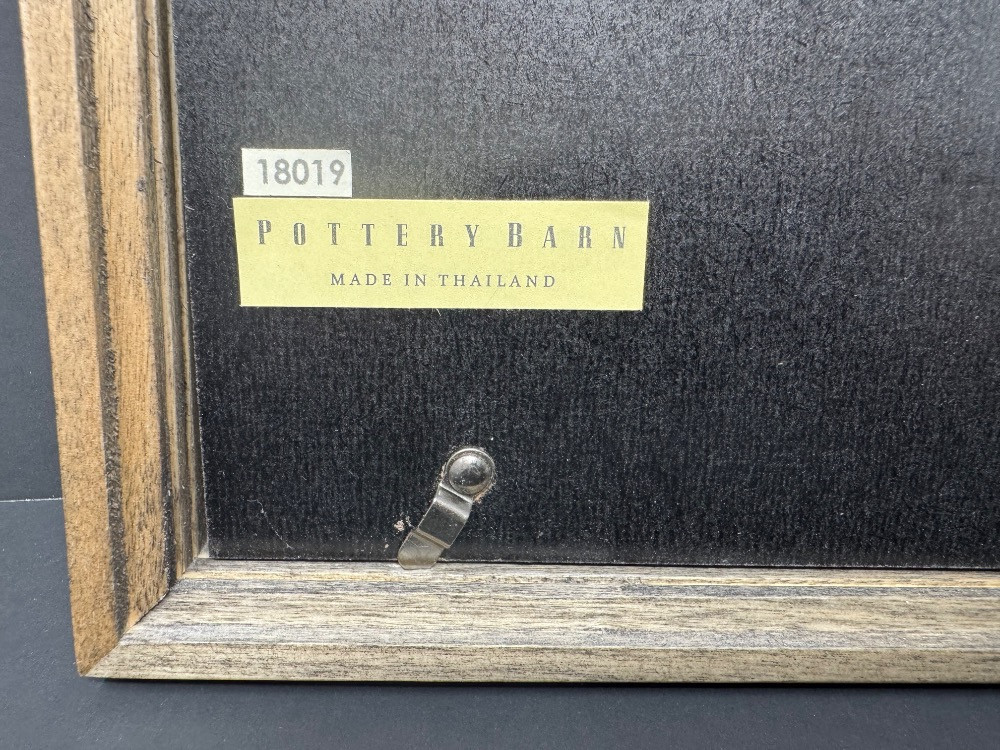 18019
POTTERY BARN
MADE IN THAILAND